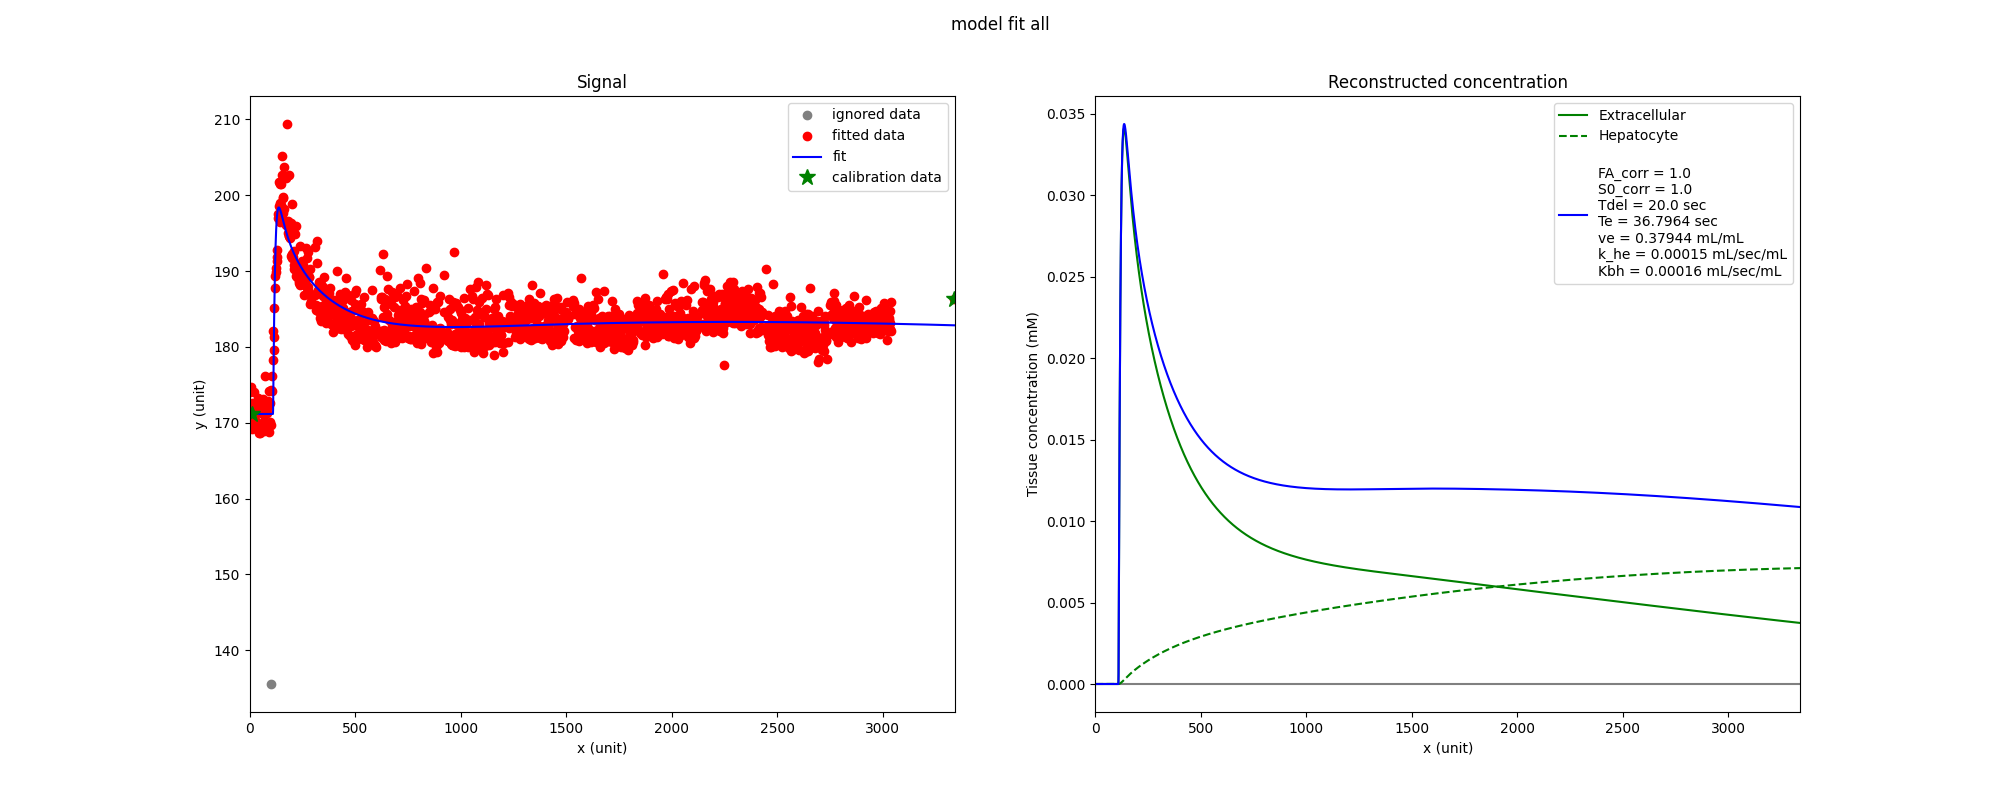 model fit all
Signal
210
200
190
180
170
160
150
140
y (unit)
0 500 1000 1500 2000 2500 3000
x (unit)
ignored data
fitted data
fit
calibration data
Reconstructed concentration
0.035
0.030
0.025
0.020
0.015
0.010
0.005
0.000
Tissue concentration (mM)
0 500 1000 1500 2000 2500 3000
x (unit)
Extracellular
Hepatocyte
FA_corr = 1.0
S0_corr = 1.0
Tdel = 20.0 sec
Te = 36.7964 sec
ve = 0.37944 mL/mL
k_he = 0.00015 mL/sec/mL
Kbh = 0.00016 mL/sec/mL